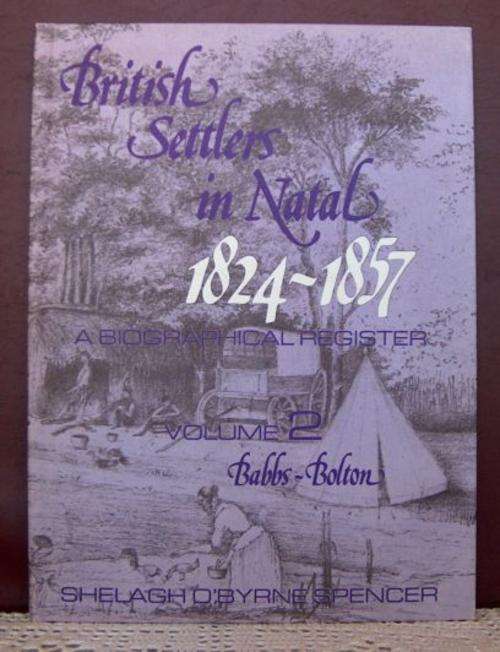 British
Settlers
in Natal
1824~1857
A BIOGRAPHICAL REGISTER
VOLUME 2
Babbs ~ Bolton
SHELAGH O'BYRNE SPENCER